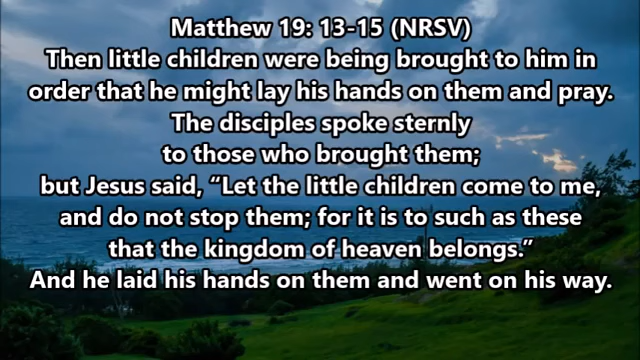 Matthew 19: 13-15 (NRSV)
Then little children were being brought to him in
order that he might lay his hands on them and pray.
The disciples spoke sternly
to those who brought them;
but Jesus said, “Let the little children come to me,
and do not stop them; for it is to such as these
that the kingdom of heaven belongs.”
And he laid his hands on them and went on his way.